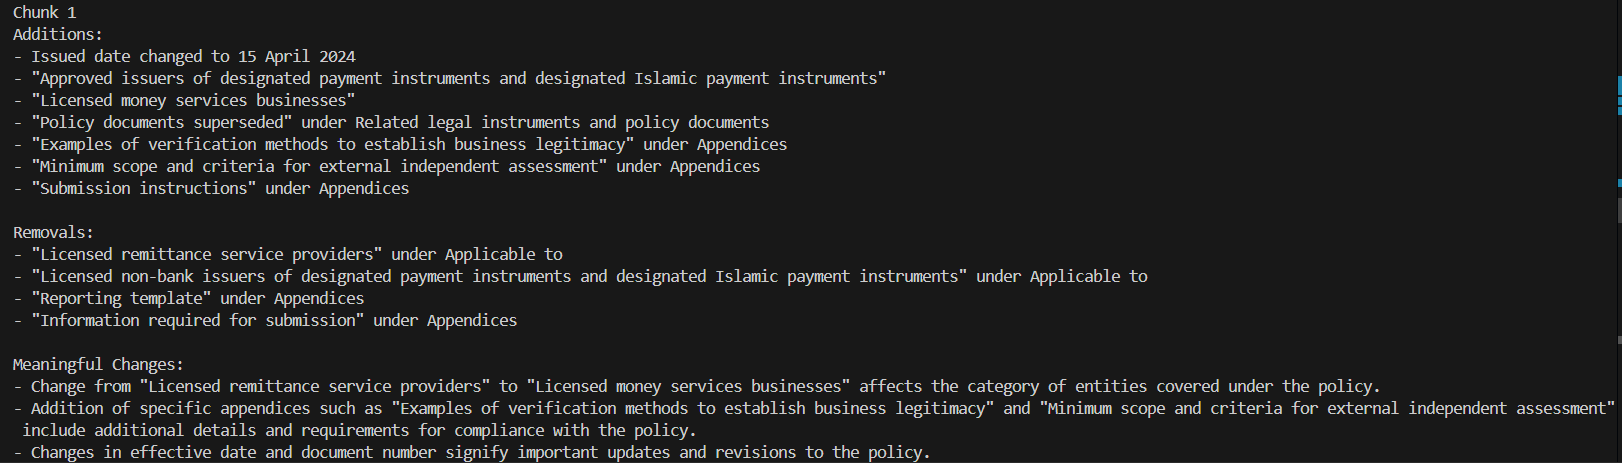 Chunk 1
Additions:
- Issued date changed to 15 April 2024
- "Approved issuers of designated payment instruments and designated Islamic payment instruments"
- "Licensed money services businesses"
- "Policy documents superseded" under Related legal instruments and policy documents
- "Examples of verification methods to establish business legitimacy" under Appendices
- "Minimum scope and criteria for external independent assessment" under Appendices
- "Submission instructions" under Appendices
Removals:
- "Licensed remittance service providers" under Applicable to
- "Licensed non-bank issuers of designated payment instruments and designated Islamic payment instruments" under Applicable to
- "Reporting template" under Appendices
- "Information required for submission" under Appendices
Meaningful Changes:
- Change from "Licensed remittance service providers" to "Licensed money services businesses" affects the category of entities covered under the policy.
- Addition of specific appendices such as "Examples of verification methods to establish business legitimacy" and "Minimum scope and criteria for external independent assessment"
include additional details and requirements for compliance with the policy.
- Changes in effective date and document number signify important updates and revisions to the policy.